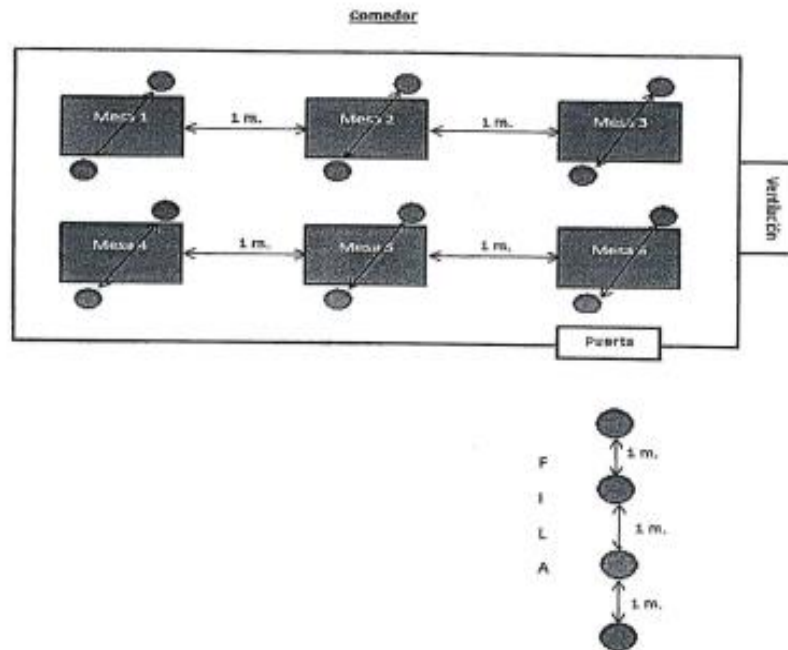 Comedor
Mesa 1
1 m.
Mesa 2
1 m.
Mesa 3
Mesa 4
1 m.
Mesa 5
1 m.
Mesa 6
Ventilación
Puerta
1 m.
F
I
L
A
1 m.
1 m.